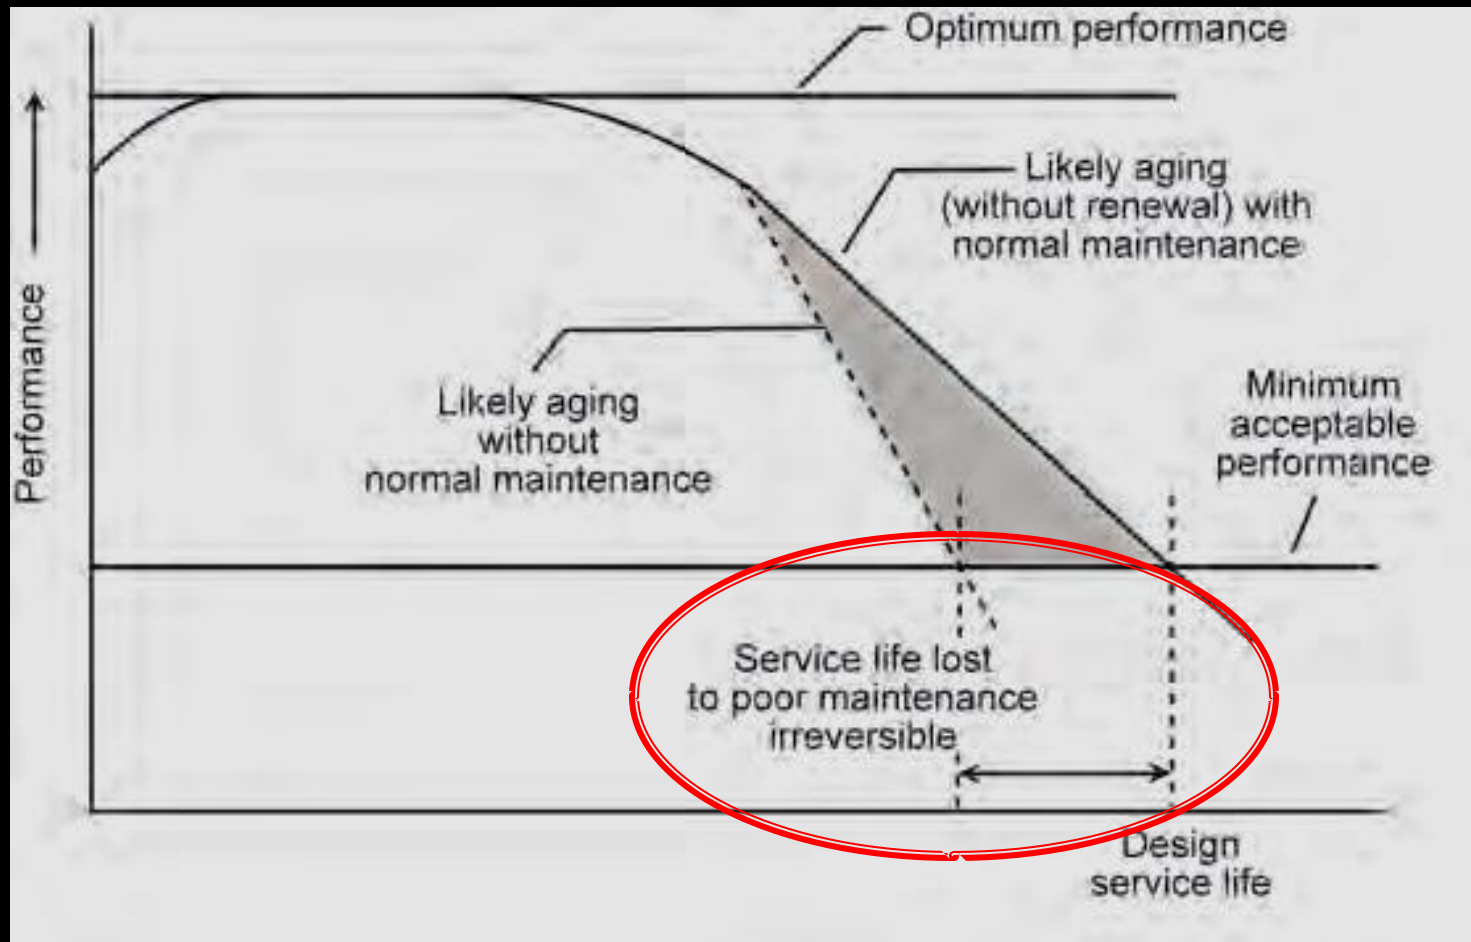 Optimum performance
Likely aging
(without renewal) with
normal maintenance
Performance
Likely aging
without
normal maintenance
Minimum
acceptable
performance
Service life lost
to poor maintenance
irreversible
Design
service life